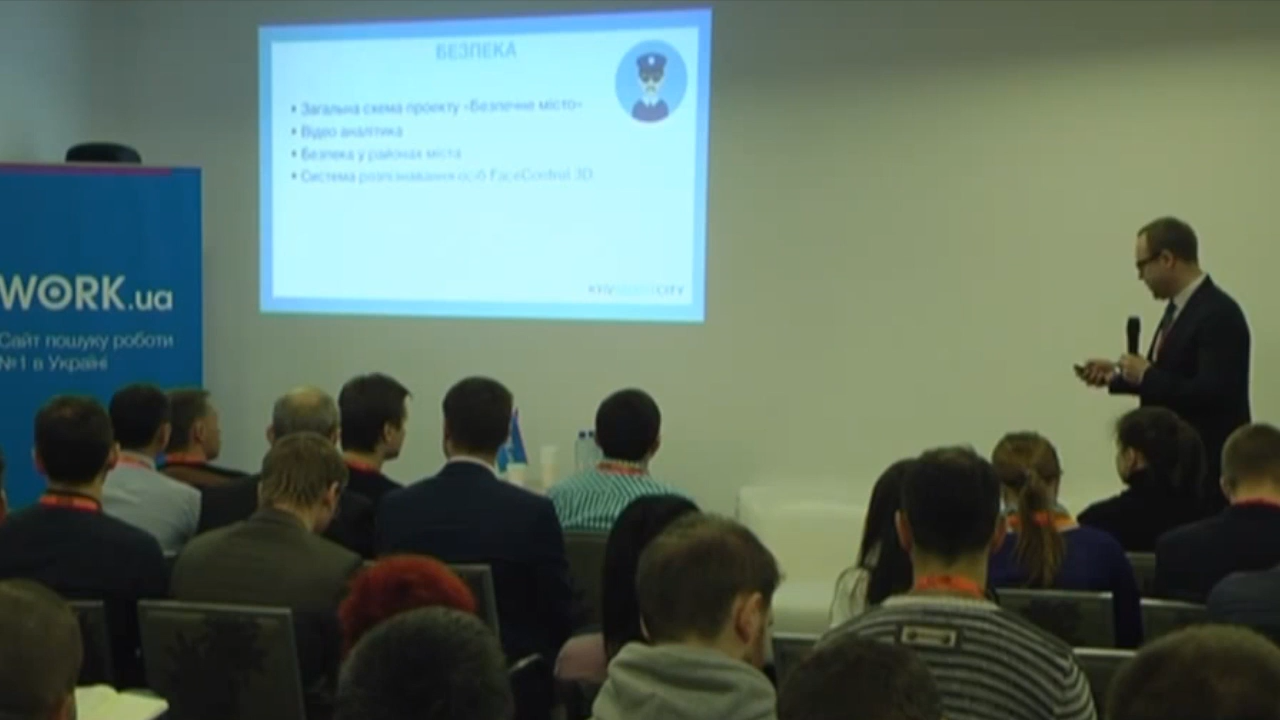 БЕЗПЕКА
• Загальна схема проекту «Безпечне місто»
• Відео аналітика
• Безпека у районах міста
• Система розпізнавання осіб FaceControl 3D
KYIVSMARTCITY
WORK.ua
Сайт пошуку роботи
№1 в Україні